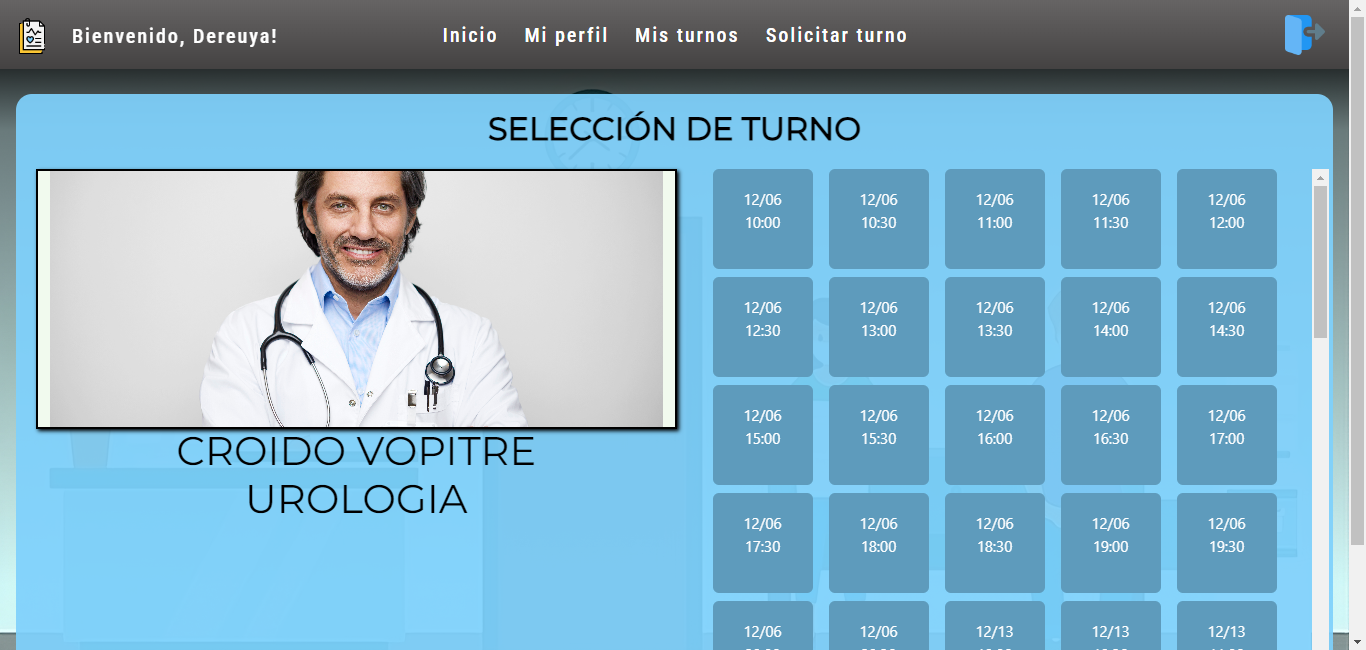 Bienvenido, Dereuya!
Inicio Mi perfil Mis turnos Solicitar turno
SELECCIÓN DE TURNO
CROIDO VOPITRE
UROLOGIA
12/06 12/06 12/06 12/06 12/06
10:00 10:30 11:00 11:30 12:00
12/06 12/06 12/06 12/06 12/06
12:30 13:00 13:30 14:00 14:30
12/06 12/06 12/06 12/06 12/06
15:00 15:30 16:00 16:30 17:00
12/06 12/06 12/06 12/06 12/06
17:30 18:00 18:30 19:00 19:30
12/06 12/06 12/13 12/13 12/13